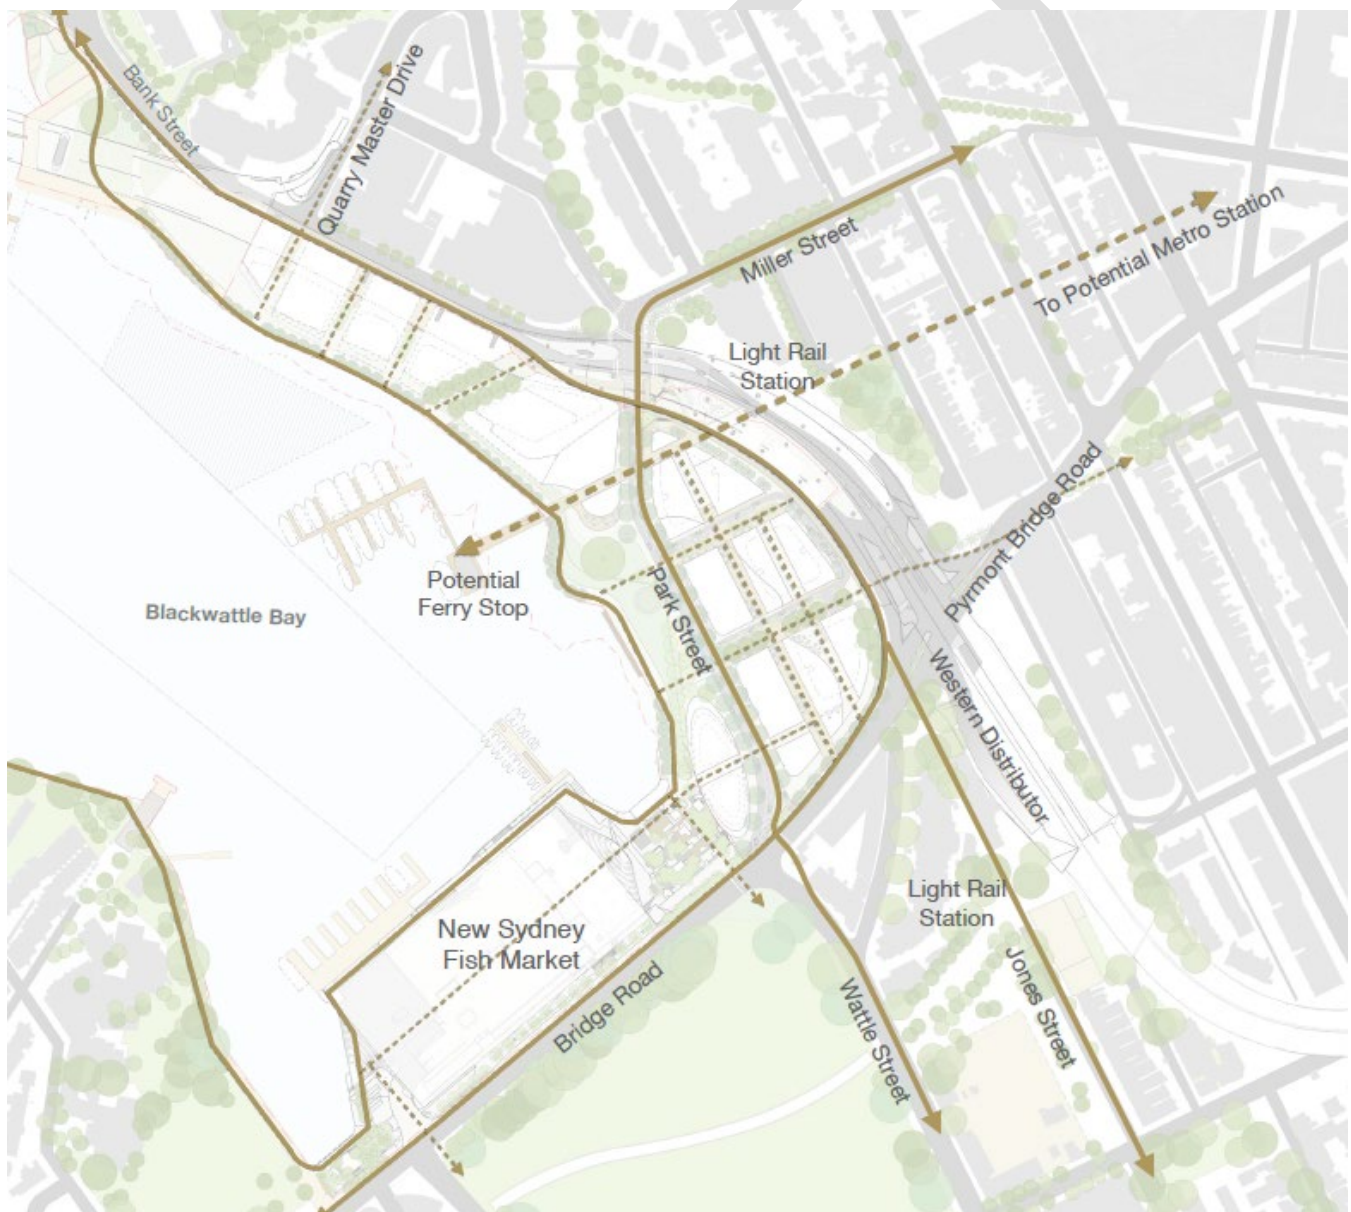 Bank Street
Quarry Master Drive
Miller Street
To Potential Metro Station
Light Rail
Station
Pyrmont Bridge Road
Potential
Ferry Stop
Blackwattle Bay
Park Street
Western Distributor
Light Rail
Station
New Sydney
Fish Market
Bridge Road
Wattle Street
Jones Street